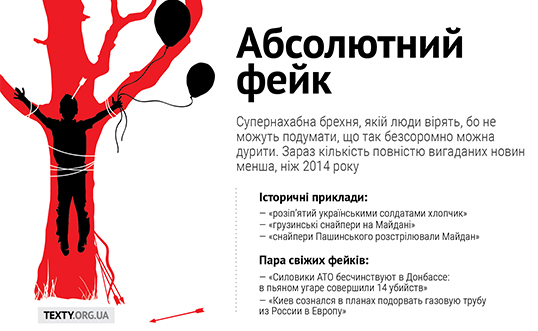 Абсолютний
фейк
Супернахабна брехня, якій люди вірять, бо не
можуть подумати, що так безсоромно можна
дурити. Зараз кількість повністю вигаданих новин
менша, ніж 2014 року
Історичні приклади:
— «розіп'ятий українськими солдатами хлопчик»
— «грузинські снайпери на Майдані»
— «снайпери Пашинського розстрілювали Майдан»
Пара свіжих фейків:
— «Силовики АТО бесчинствуют в Донбассе:
в пьяном угаре совершили 14 убийств»
— «Киев сознался в планах подорвать газовую трубу
из России в Европу»
TEXTY.ORG.UA